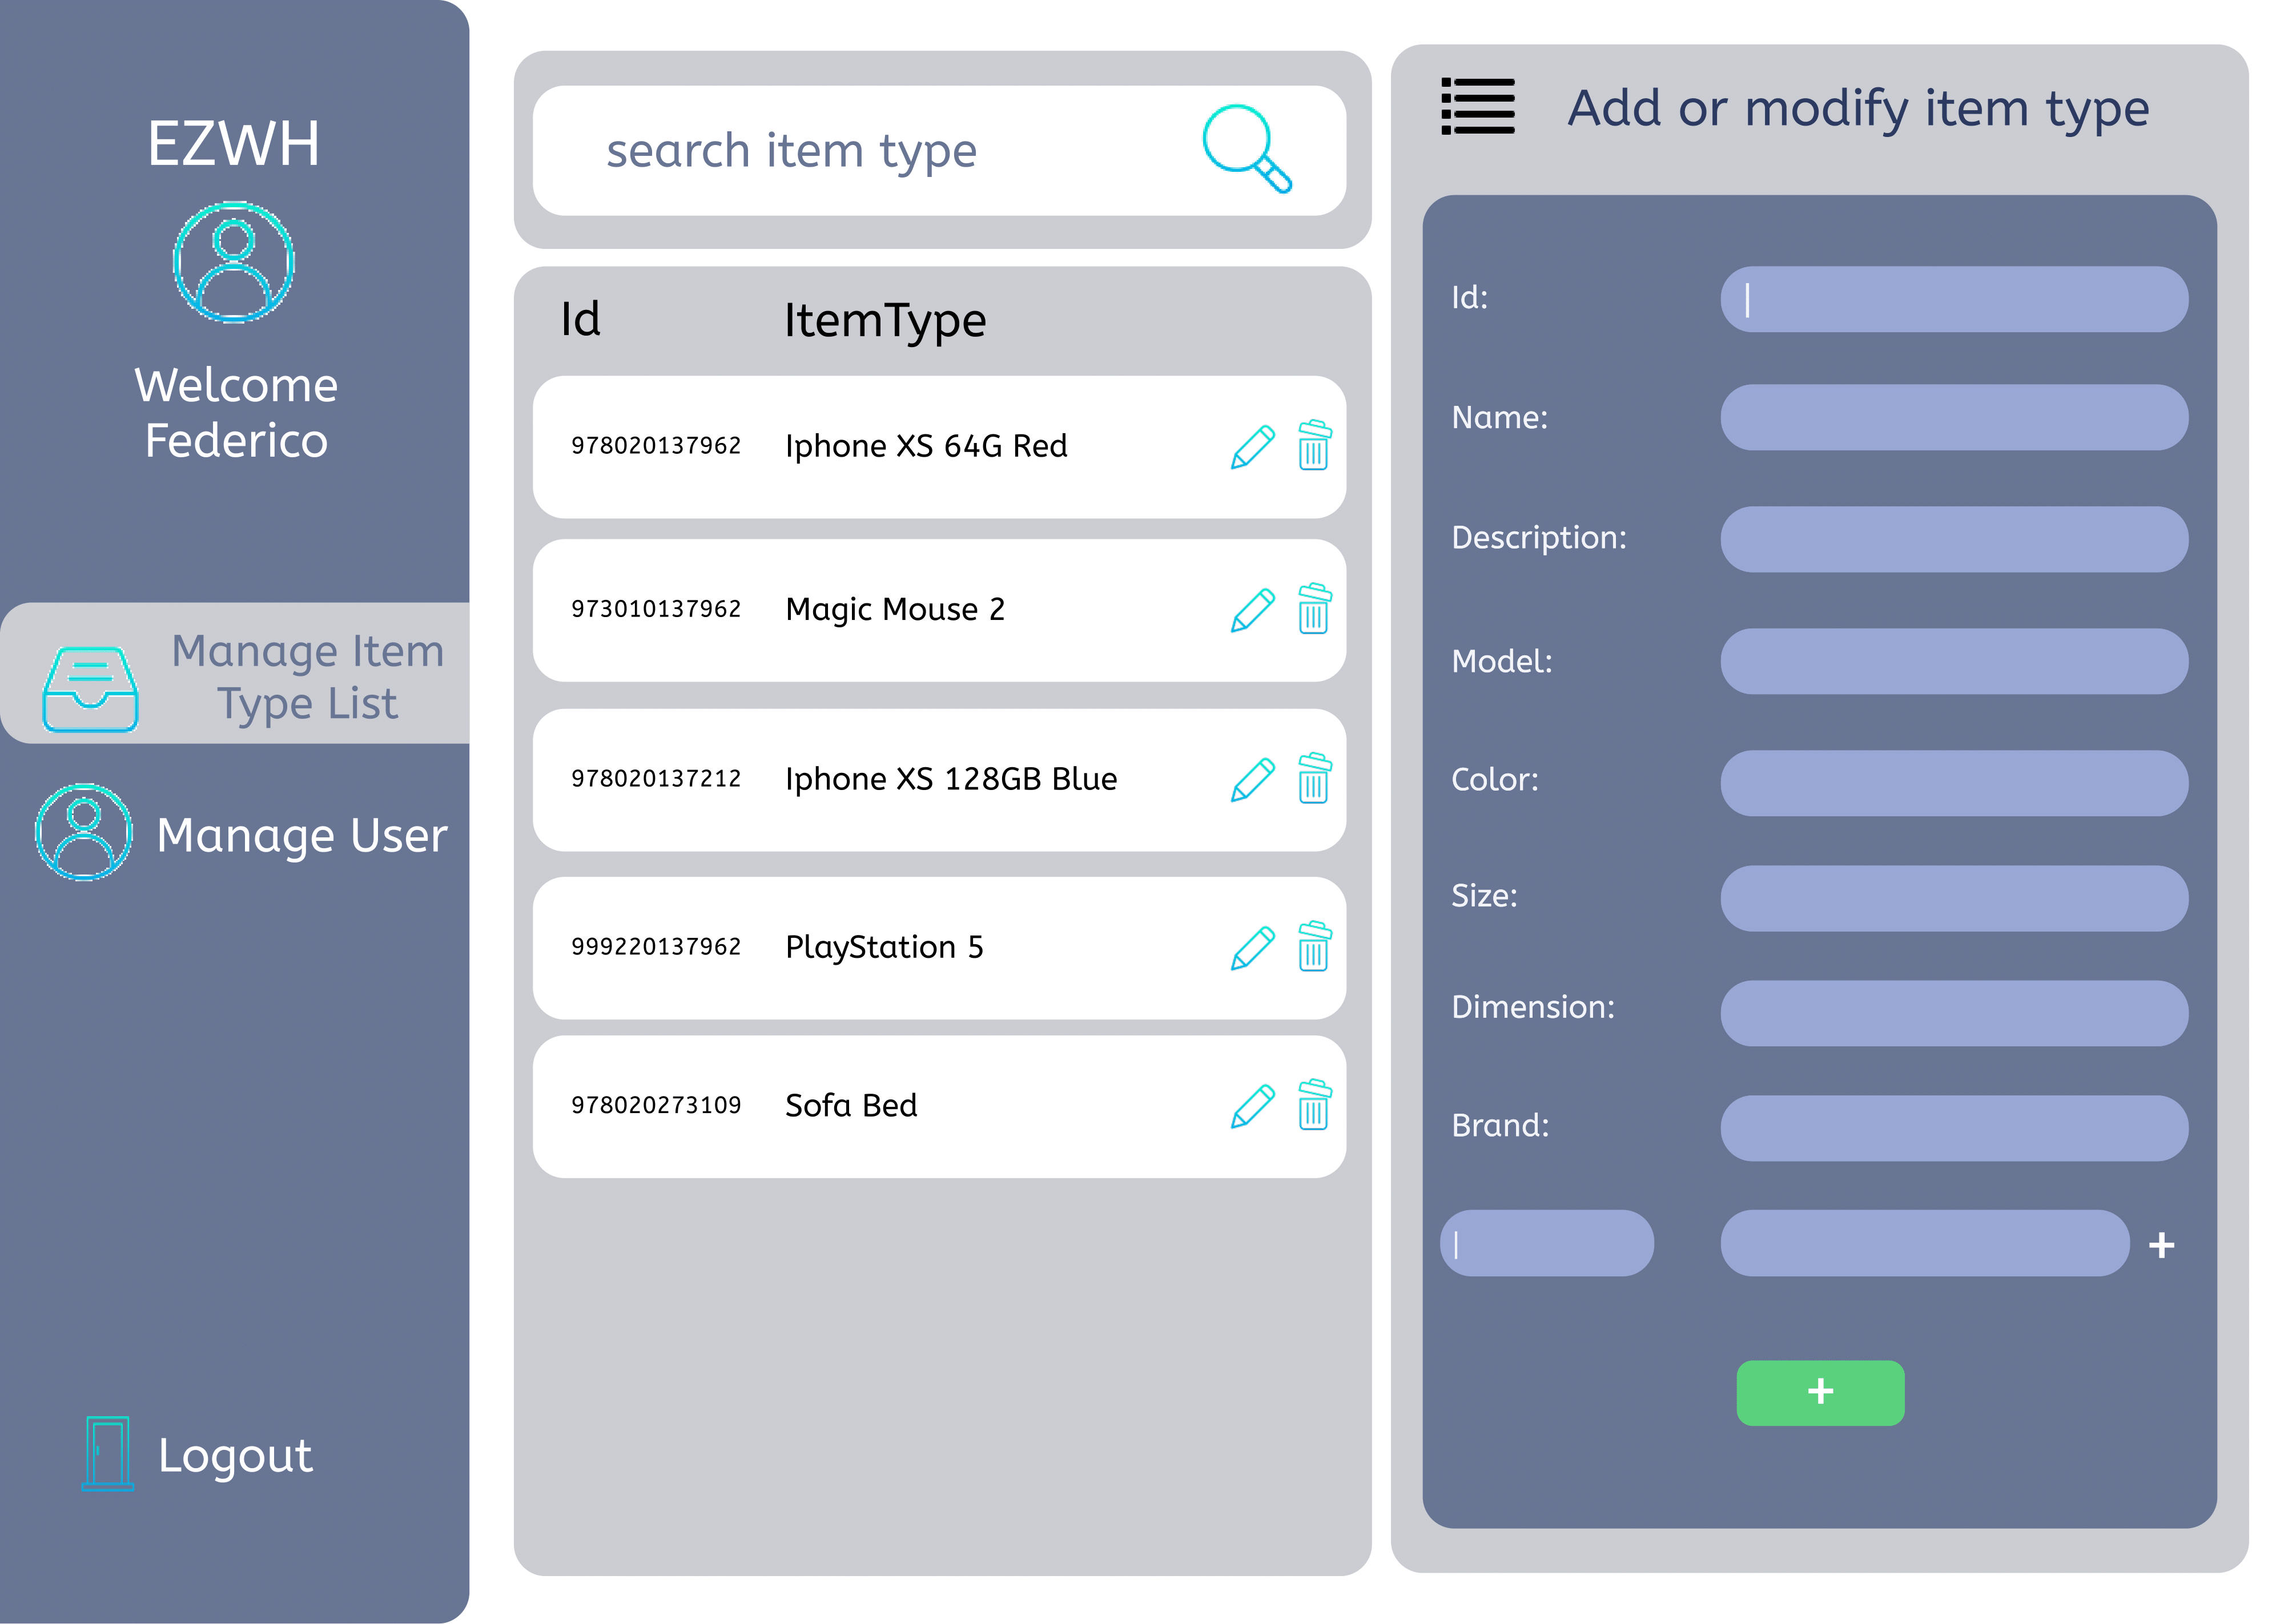 EZWH
Welcome
Federico
Manage Item
Type List
Manage User
Logout
search item type
Id ItemType
978020137962 Iphone XS 64G Red
973010137962 Magic Mouse 2
978020137212 Iphone XS 128GB Blue
999220137962 PlayStation 5
978020273109 Sofa Bed
Add or modify item type
Id:
Name:
Description:
Model:
Color:
Size:
Dimension:
Brand:
+
+